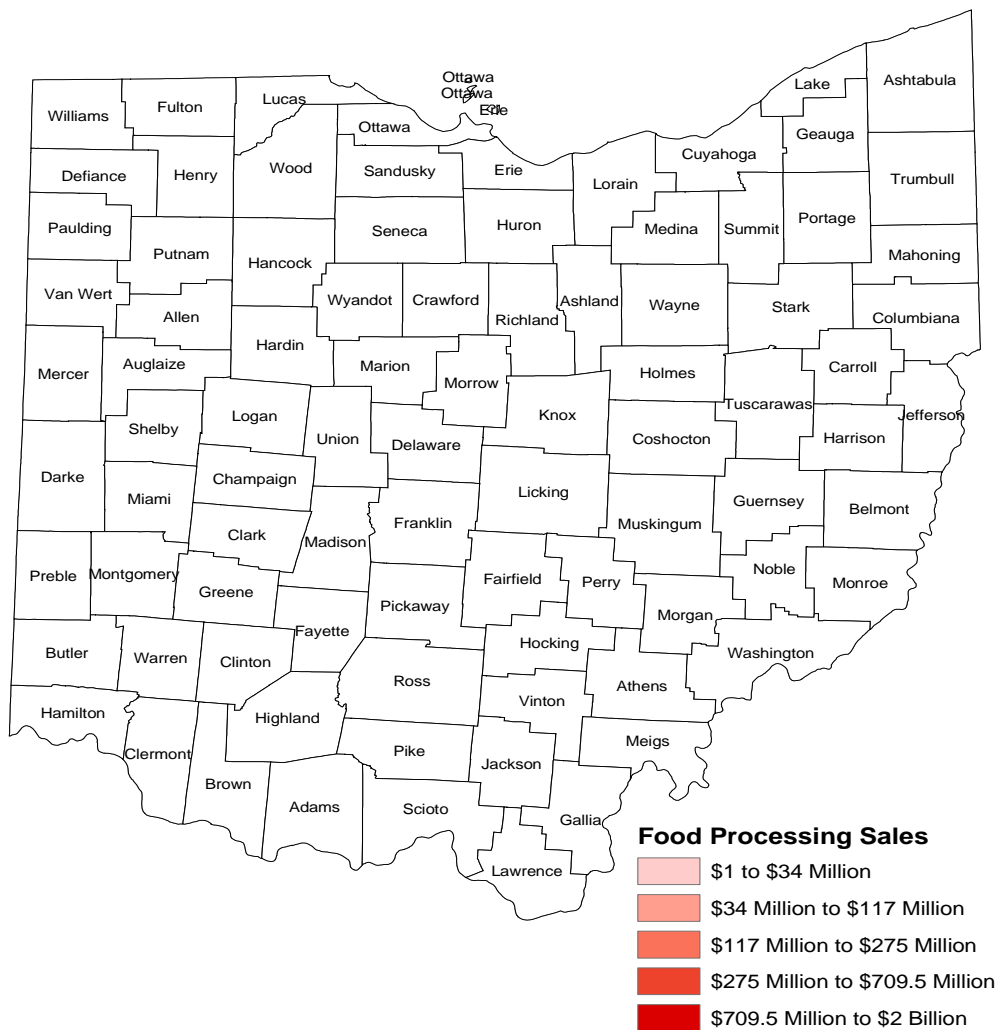 Ottawa
Ottawa
Erie
Lake
Ashtabula
Williams
Fulton
Lucas
Ottawa
Geauga
Defiance
Henry
Wood
Sandusky
Erie
Lorain
Cuyahoga
Trumbull
Paulding
Putnam
Hancock
Seneca
Huron
Medina
Summit
Portage
Mahoning
Van Wert
Allen
Wyandot
Crawford
Richland
Ashland
Wayne
Stark
Columbiana
Mercer
Auglaize
Hardin
Marion
Morrow
Holmes
Carroll
Tuscarawas
Jefferson
Shelby
Logan
Union
Delaware
Knox
Coshocton
Harrison
Darke
Miami
Champaign
Licking
Muskingum
Guernsey
Belmont
Clark
Madison
Franklin
Preble
Montgomery
Greene
Fairfield
Perry
Noble
Monroe
Pickaway
Morgan
Fayette
Butler
Warren
Clinton
Hocking
Washington
Ross
Athens
Hamilton
Highland
Vinton
Clermont
Pike
Jackson
Meigs
Brown
Adams
Scioto
Gallia
Lawrence
Food Processing Sales
$1 to $34 Million
$34 Million to $117 Million
$117 Million to $275 Million
$275 Million to $709.5 Million
$709.5 Million to $2 Billion